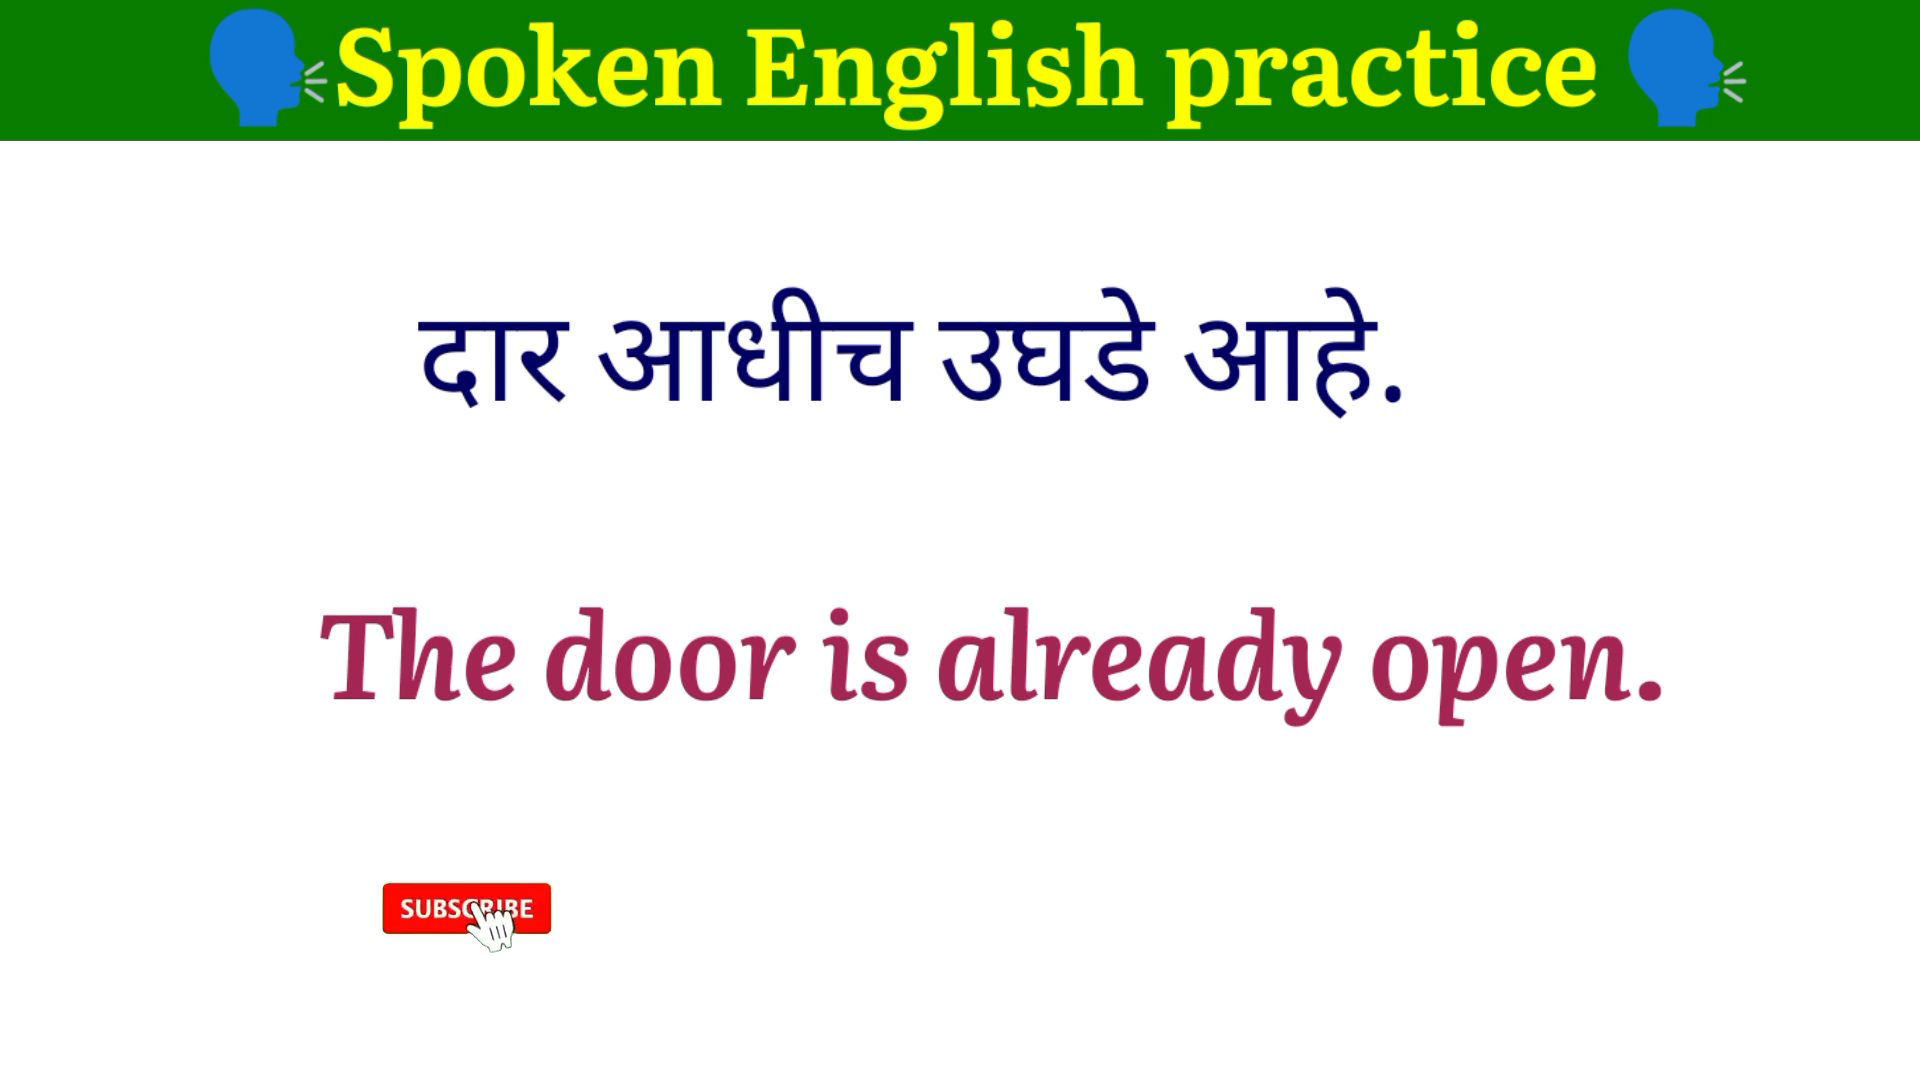 Spoken English practice
दार आधीच उघडे आहे.
The door is already open.
SUBSCRIBE